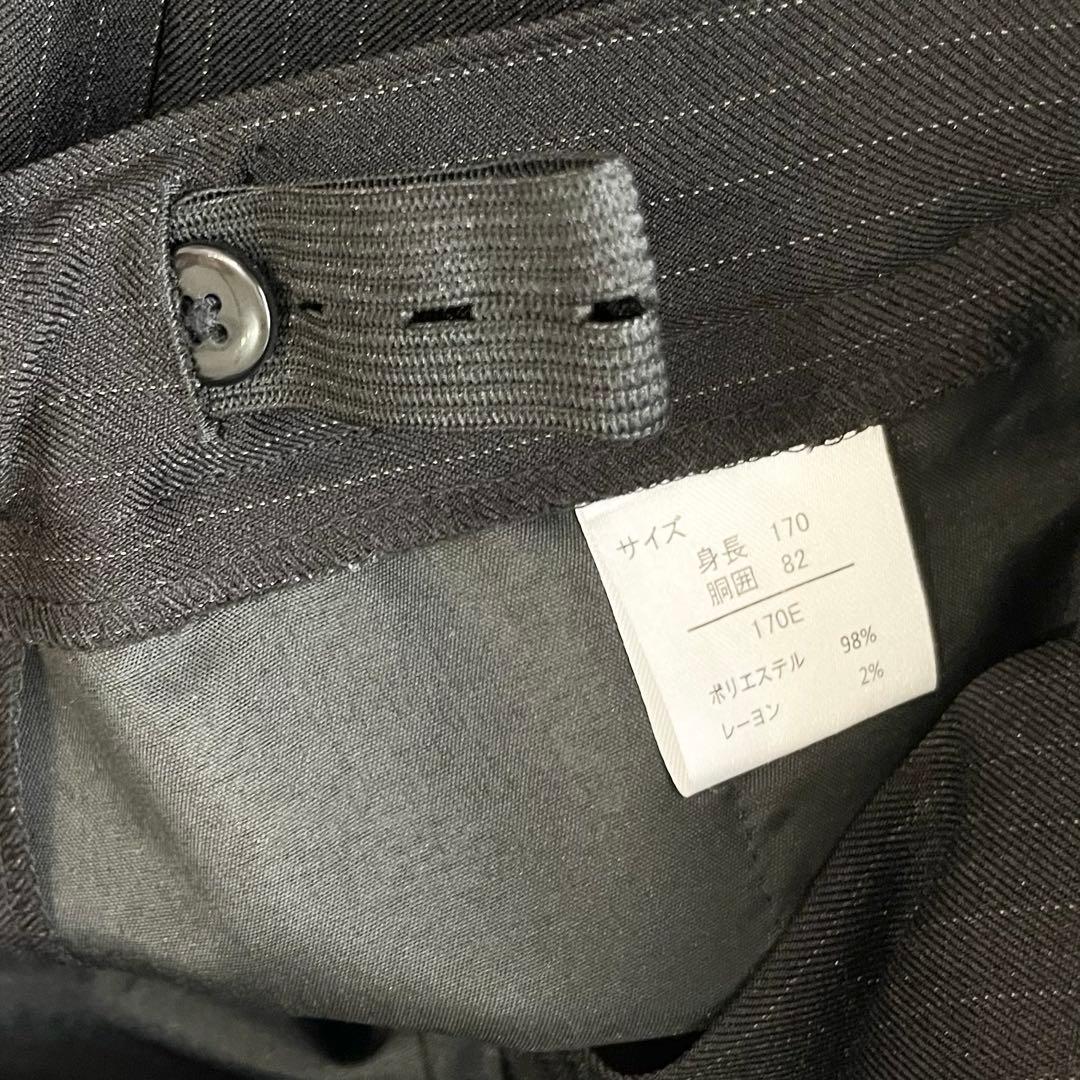 サイズ
身長 170
胴囲 82
170E
ポリエステル 98%
レーヨン 2%